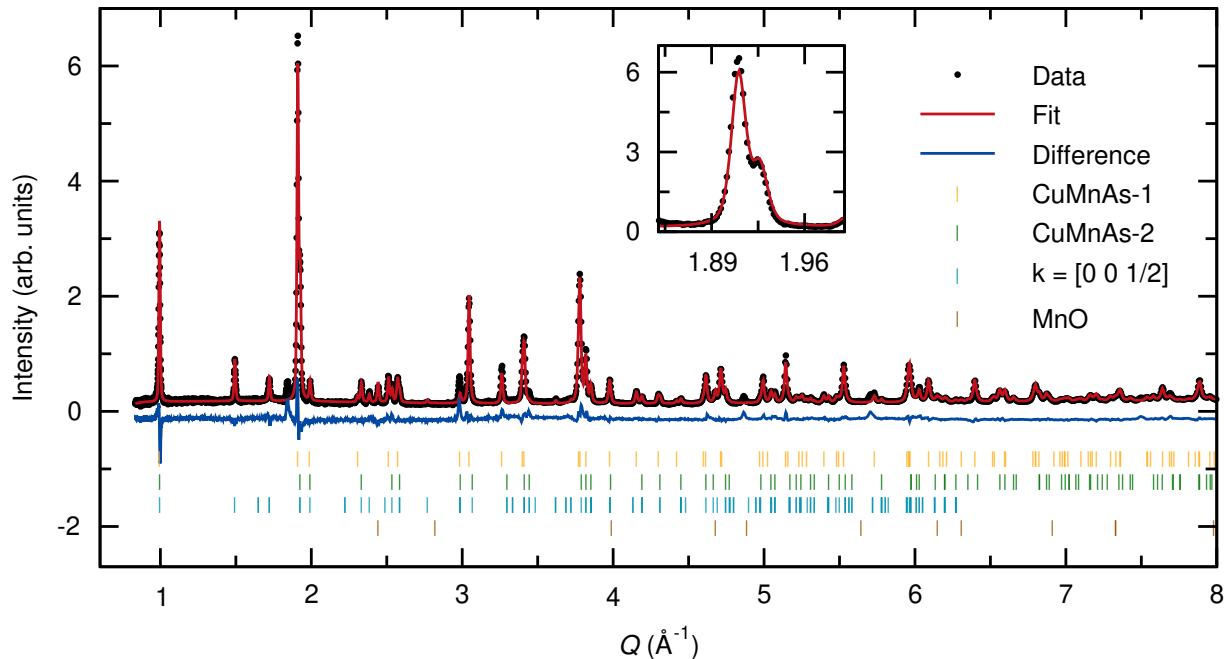 6
4
2
0
-2
Intensity (arb. units)
1 2 3 4 5 6 7 8
Q (Å⁻¹)
6
3
0
1.89 1.96
Data
Fit
Difference
CuMnAs-1
CuMnAs-2
k = [0 0 1/2]
MnO